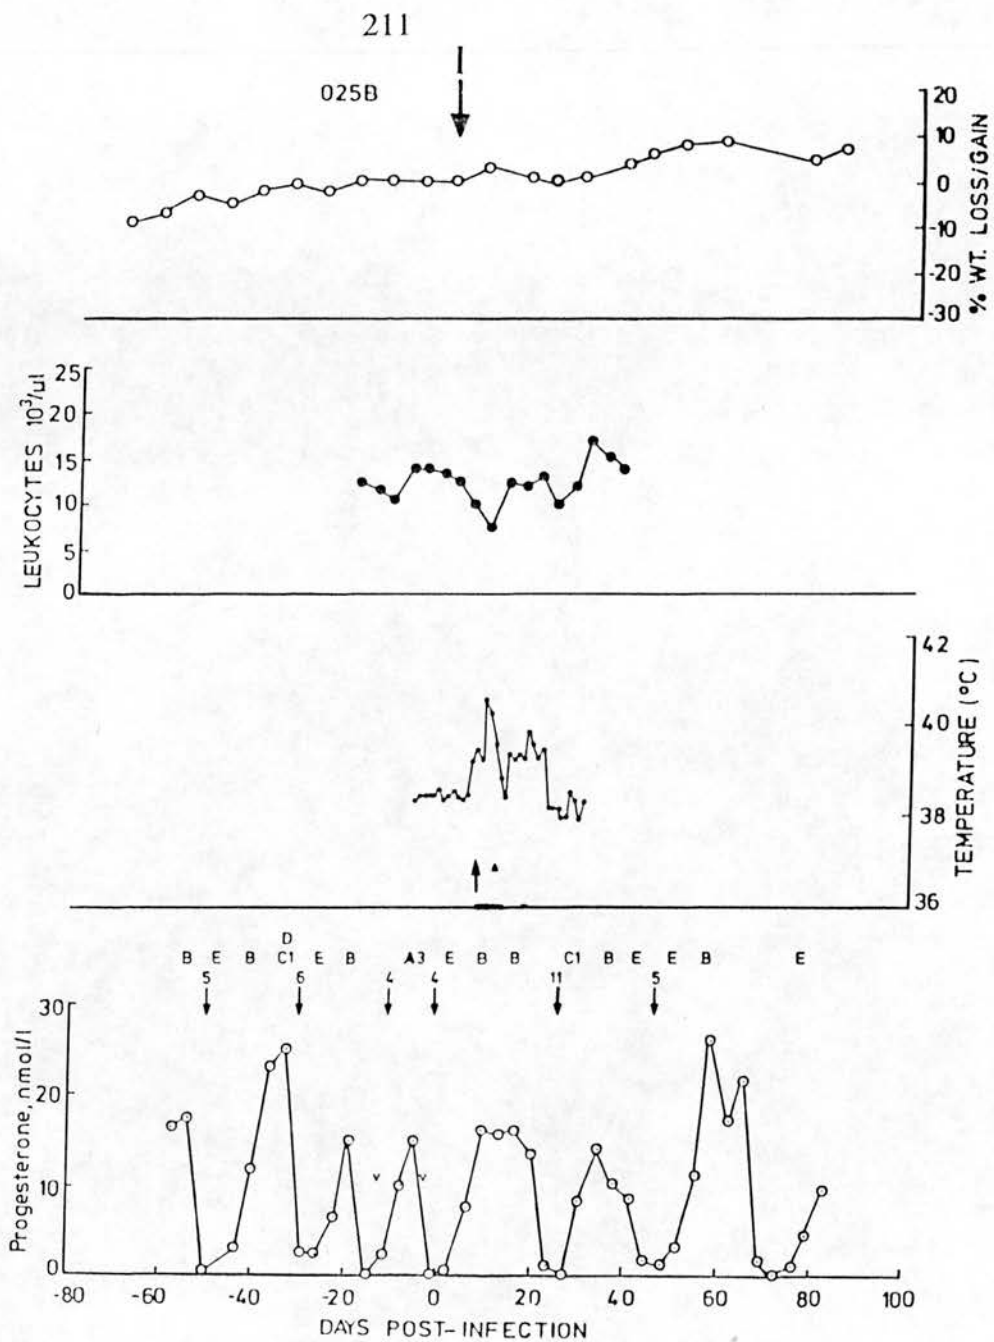 211
025B
20
10
0
-10
-20
-30
% WT. LOSS/GAIN
25
20
15
10
5
0
LEUKOCYTES 10³/ul
42
40
38
36
TEMPERATURE (°C)
D
B E B C1 E B A3 E B B C1 B E E B E
5 6 4 4 11 5
30
20
10
0
Progesterone, nmol/l
v v
-80 -60 -40 -20 0 20 40 60 80 100
DAYS POST-INFECTION